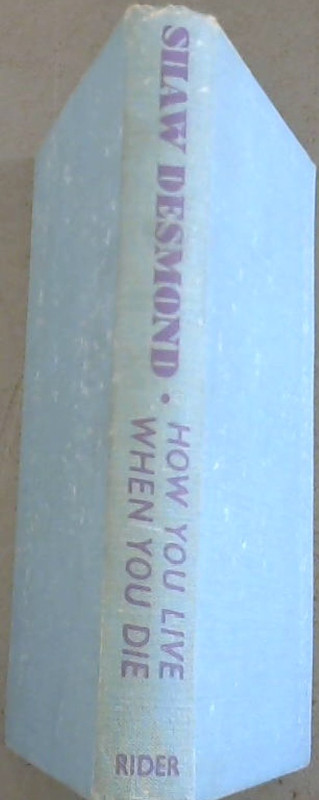 SHAW DESMOND •
HOW YOU LIVE
WHEN YOU DIE
RIDER